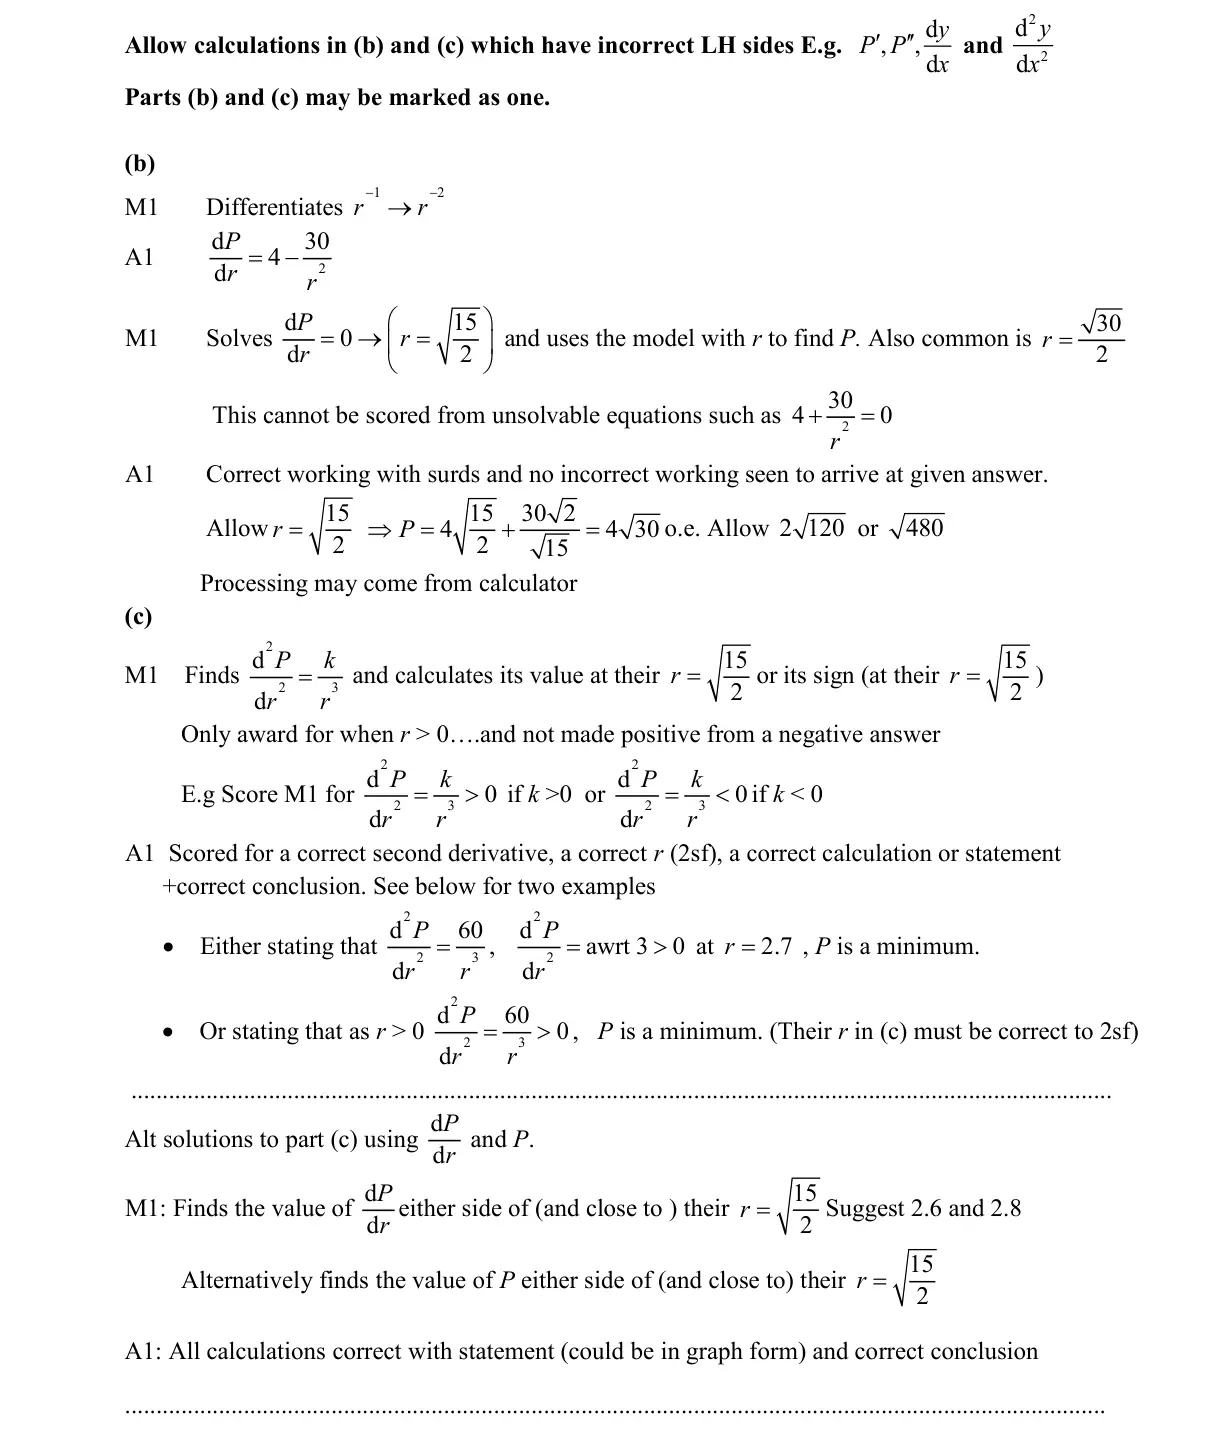 Allow calculations in (b) and (c) which have incorrect LH sides E.g. P′, P″, dy/dx and d²y/dx²
Parts (b) and (c) may be marked as one.
(b)
M1 Differentiates r⁻¹ → r⁻²
A1 dP/dr = 4 − 30/r²
M1 Solves dP/dr = 0 → (r = √(15/2)) and uses the model with r to find P. Also common is r = √30/2
This cannot be scored from unsolvable equations such as 4 + 30/r² = 0
A1 Correct working with surds and no incorrect working seen to arrive at given answer.
Allow r = √(15/2) ⇒ P = 4√(15/2) + 30√2/√15 = 4√30 o.e. Allow 2√120 or √480
Processing may come from calculator
(c)
M1 Finds d²P/dr² = k/r³ and calculates its value at their r = √(15/2) or its sign (at their r = √(15/2) )
Only award for when r > 0….and not made positive from a negative answer
E.g Score M1 for d²P/dr² = k/r³ > 0 if k >0 or d²P/dr² = k/r³ < 0 if k < 0
A1 Scored for a correct second derivative, a correct r (2sf), a correct calculation or statement
+correct conclusion. See below for two examples
• Either stating that d²P/dr² = 60/r³, d²P/dr² = awrt 3 > 0 at r = 2.7 , P is a minimum.
• Or stating that as r > 0 d²P/dr² = 60/r³ > 0, P is a minimum. (Their r in (c) must be correct to 2sf)
................................................................................
Alt solutions to part (c) using dP/dr and P.
M1: Finds the value of dP/dr either side of (and close to ) their r = √(15/2) Suggest 2.6 and 2.8
Alternatively finds the value of P either side of (and close to) their r = √(15/2)
A1: All calculations correct with statement (could be in graph form) and correct conclusion
................................................................................